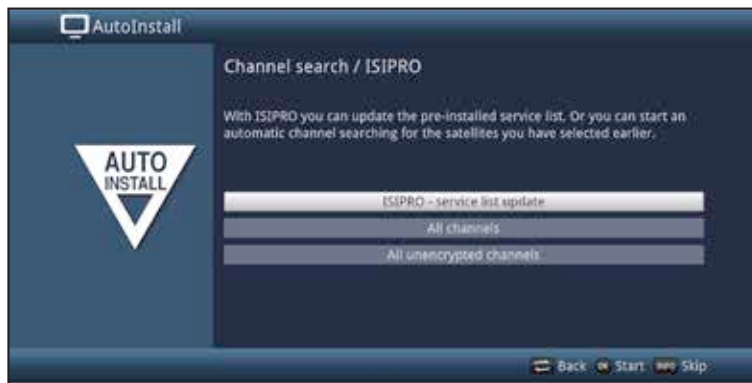 AutoInstall
Channel search / ISIPRO
With ISIPRO you can update the pre-installed service list. Or you can start an
automatic channel searching for the satellites you have selected earlier.
AUTO
INSTALL
ISIPRO - service list update
All channels
All unencrypted channels
Back OK Start INFO Skip